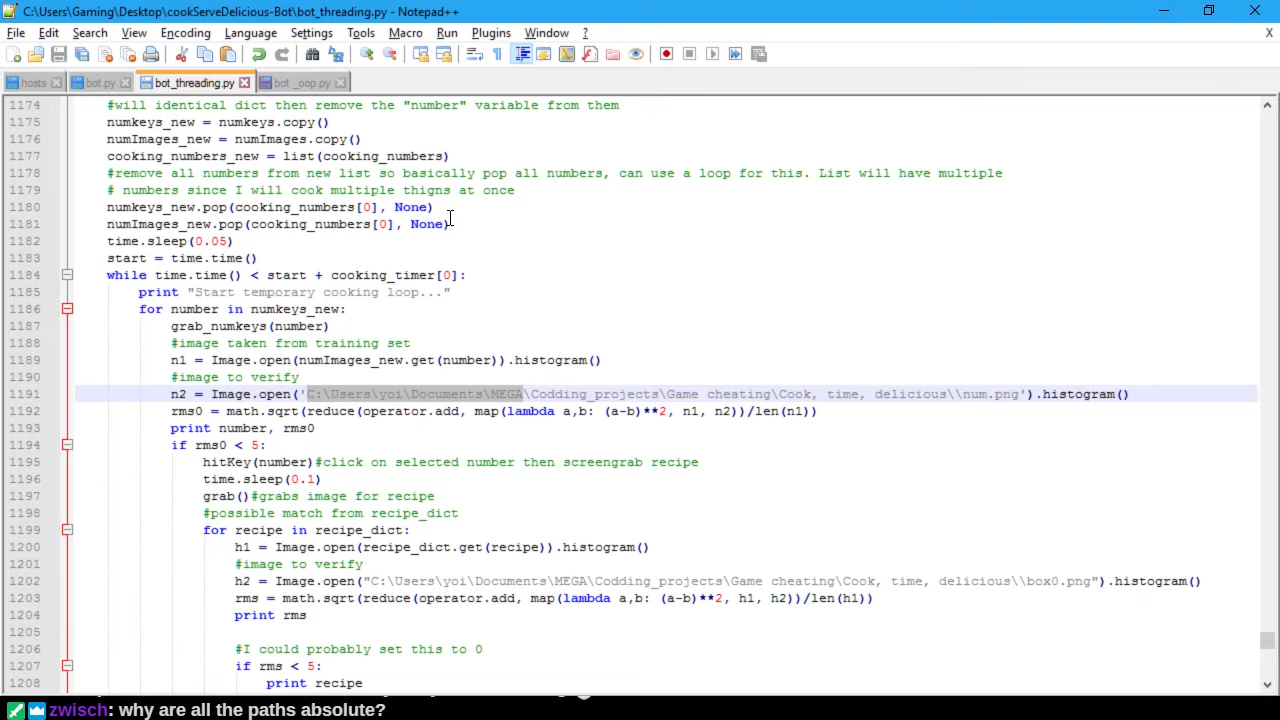 C:\Users\Gaming\Desktop\cookServeDelicious-Bot\bot_threading.py - Notepad++
File Edit Search View Encoding Language Settings Tools Macro Run Plugins Window ? X
hosts bot.py bot_threading.py bot _oop.py
1174 #will identical dict then remove the "number" variable from them
1175 numkeys_new = numkeys.copy()
1176 numImages_new = numImages.copy()
1177 cooking_numbers_new = list(cooking_numbers)
1178 #remove all numbers from new list so basically pop all numbers, can use a loop for this. List will have multiple
1179 # numbers since I will cook multiple thigns at once
1180 numkeys_new.pop(cooking_numbers[0], None)
1181 numImages_new.pop(cooking_numbers[0], None)
1182 time.sleep(0.05)
1183 start = time.time()
1184 while time.time() < start + cooking_timer[0]:
1185 print "Start temporary cooking loop..."
1186 for number in numkeys_new:
1187 grab_numkeys(number)
1188 #image taken from training set
1189 n1 = Image.open(numImages_new.get(number)).histogram()
1190 #image to verify
1191 n2 = Image.open('C:\Users\yoi\Documents\MEGA\Codding_projects\Game cheating\Cook, time, delicious\\num.png').histogram()
1192 rms0 = math.sqrt(reduce(operator.add, map(lambda a,b: (a-b)**2, n1, n2))/len(n1))
1193 print number, rms0
1194 if rms0 < 5:
1195 hitKey(number)#click on selected number then screengrab recipe
1196 time.sleep(0.1)
1197 grab()#grabs image for recipe
1198 #possible match from recipe_dict
1199 for recipe in recipe_dict:
1200 h1 = Image.open(recipe_dict.get(recipe)).histogram()
1201 #image to verify
1202 h2 = Image.open("C:\Users\yoi\Documents\MEGA\Codding_projects\Game cheating\Cook, time, delicious\\box0.png").histogram()
1203 rms = math.sqrt(reduce(operator.add, map(lambda a,b: (a-b)**2, h1, h2))/len(h1))
1204 print rms
1205
1206 #I could probably set this to 0
1207 if rms < 5:
1208 print recipe
zwisch: why are all the paths absolute?